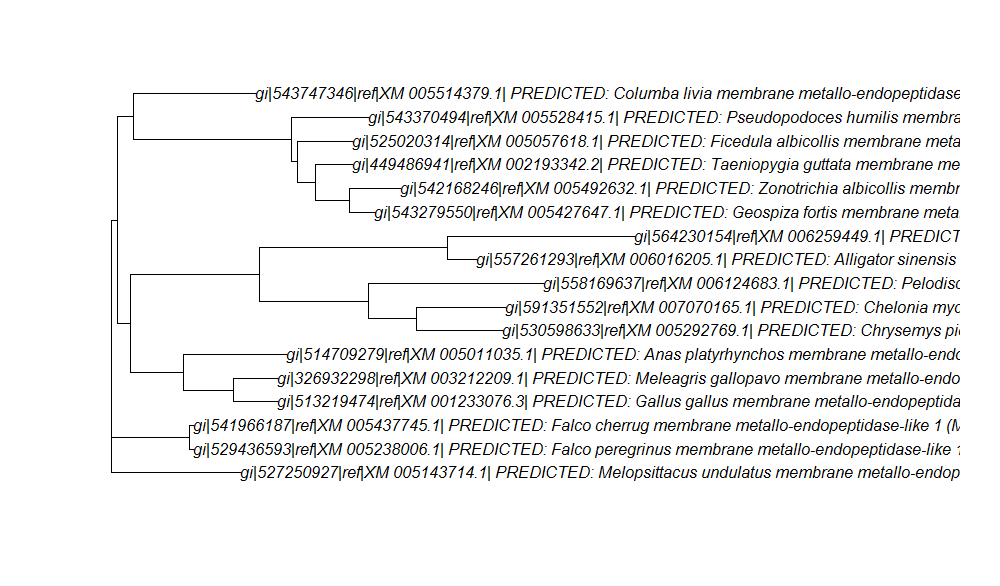 gi|543747346|ref|XM 005514379.1| PREDICTED: Columba livia membrane metallo-endopeptidase
gi|543370494|ref|XM 005528415.1| PREDICTED: Pseudopodoces humilis membra
gi|525020314|ref|XM 005057618.1| PREDICTED: Ficedula albicollis membrane meta
gi|449486941|ref|XM 002193342.2| PREDICTED: Taeniopygia guttata membrane me
gi|542168246|ref|XM 005492632.1| PREDICTED: Zonotrichia albicollis membr
gi|543279550|ref|XM 005427647.1| PREDICTED: Geospiza fortis membrane meta
gi|564230154|ref|XM 006259449.1| PREDICT
gi|557261293|ref|XM 006016205.1| PREDICTED: Alligator sinensis
gi|558169637|ref|XM 006124683.1| PREDICTED: Pelodisc
gi|591351552|ref|XM 007070165.1| PREDICTED: Chelonia myc
gi|530598633|ref|XM 005292769.1| PREDICTED: Chrysemys pic
gi|514709279|ref|XM 005011035.1| PREDICTED: Anas platyrhynchos membrane metallo-endo
gi|326932298|ref|XM 003212209.1| PREDICTED: Meleagris gallopavo membrane metallo-endo
gi|513219474|ref|XM 001233076.3| PREDICTED: Gallus gallus membrane metallo-endopeptida
gi|541966187|ref|XM 005437745.1| PREDICTED: Falco cherrug membrane metallo-endopeptidase-like 1 (M
gi|529436593|ref|XM 005238006.1| PREDICTED: Falco peregrinus membrane metallo-endopeptidase-like 1
gi|527250927|ref|XM 005143714.1| PREDICTED: Melopsittacus undulatus membrane metallo-endop